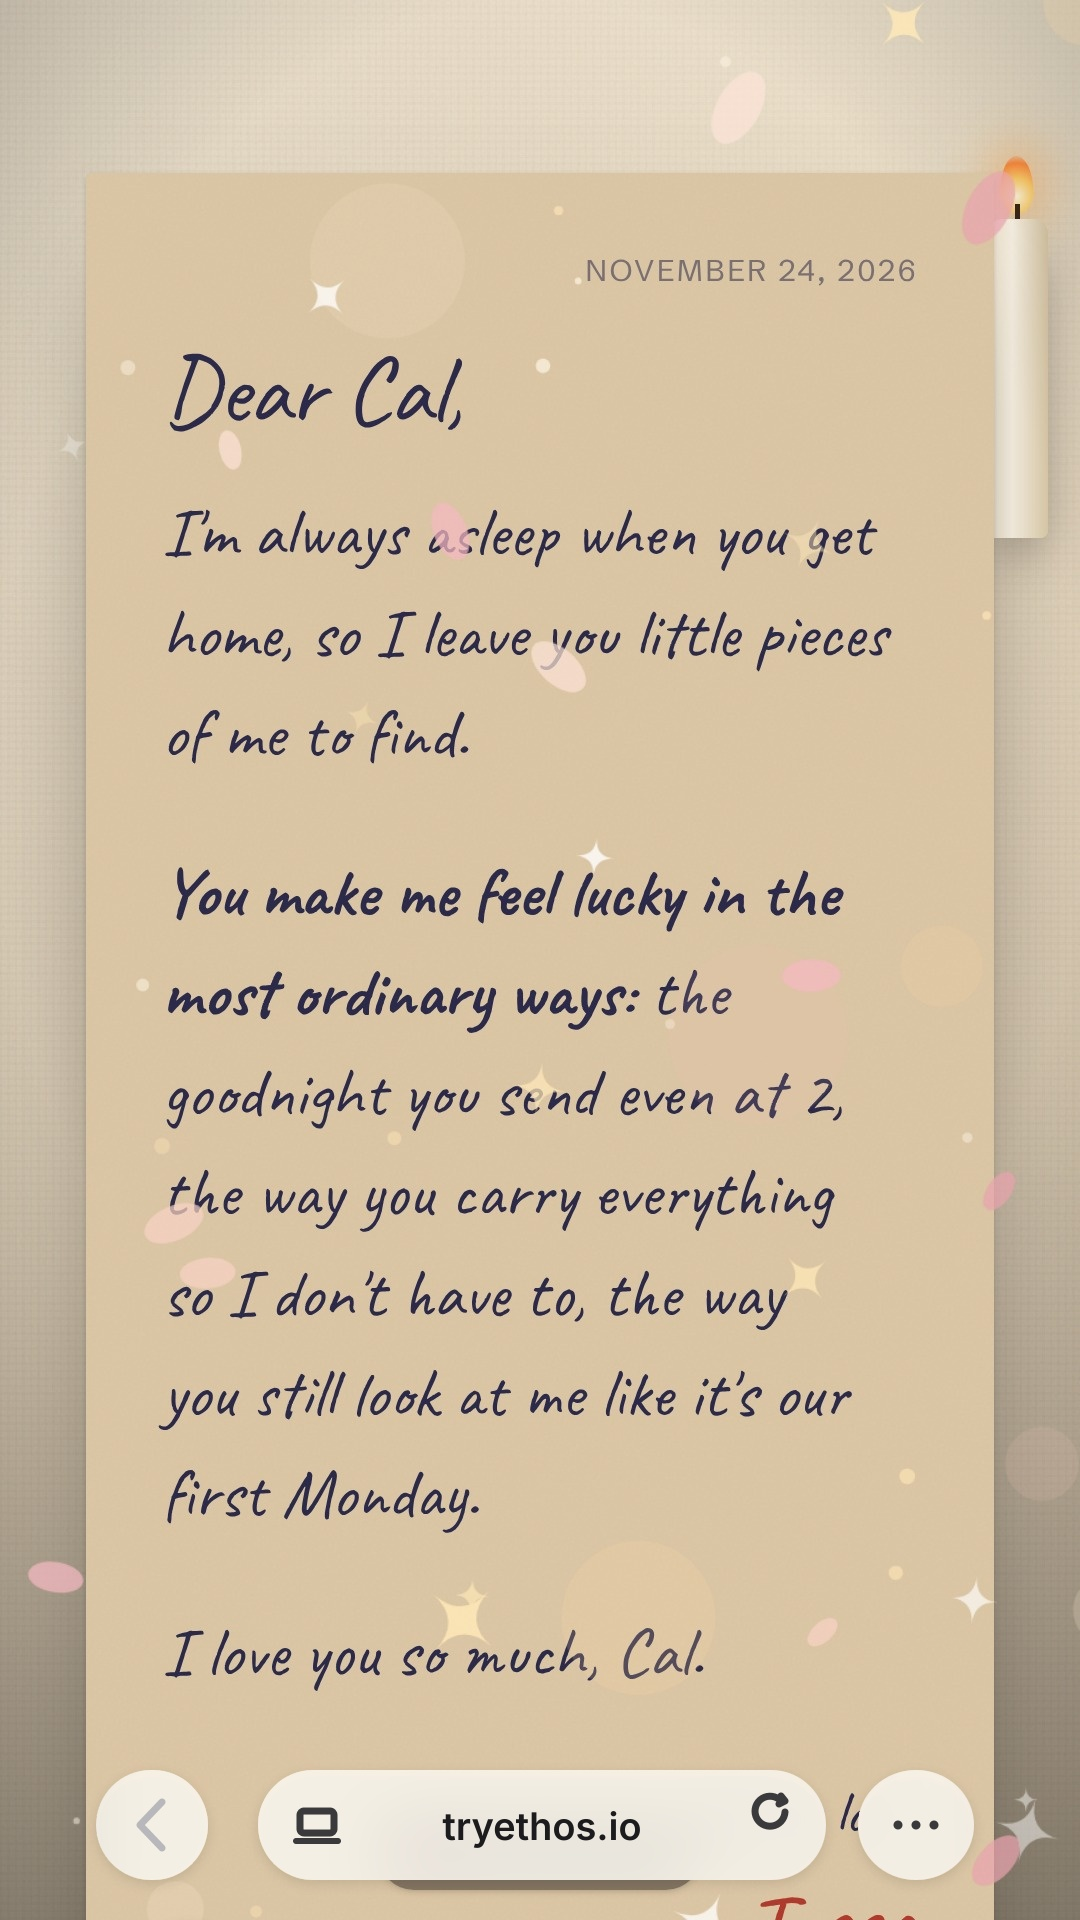 NOVEMBER 24, 2026
Dear Cal,
I'm always asleep when you get
home, so I leave you little pieces
of me to find.
You make me feel lucky in the
most ordinary ways: the
goodnight you send even at 2,
the way you carry everything
so I don't have to, the way
you still look at me like it's our
first Monday.
I love you so much, Cal.
tryethos.io